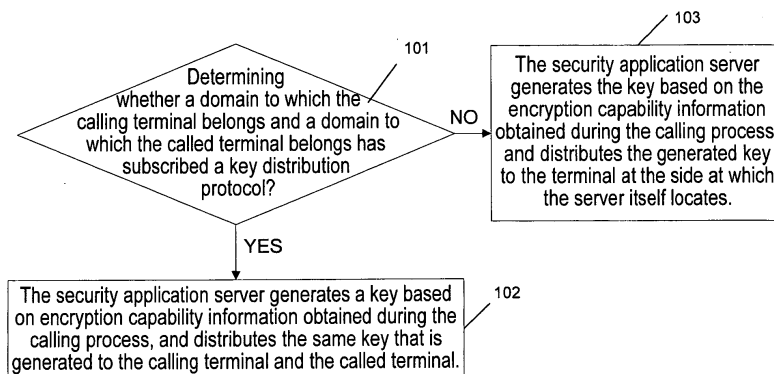 101
Determining
whether a domain to which the
calling terminal belongs and a domain to
which the called terminal belongs has
subscribed a key distribution
protocol?
NO
103
The security application server
generates the key based on the
encryption capability information
obtained during the calling process
and distributes the generated key
to the terminal at the side at which
the server itself locates.
YES
The security application server generates a key based
on encryption capability information obtained during the
calling process, and distributes the same key that is
generated to the calling terminal and the called terminal.
102